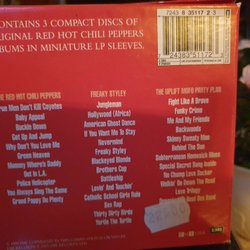 CONTAINS 3 COMPACT DISCS OF
ORIGINAL RED HOT CHILI PEPPERS
ALBUMS IN MINIATURE LP SLEEVES.
7243 8 35117 2 3
THE RED HOT CHILI PEPPERS
True Men Don't Kill Coyotes
Baby Appeal
Buckle Down
Get Up And Jump
Why Don't You Love Me
Green Heaven
Mommy Where's Daddy
Out In L.A.
Police Helicopter
You Always Sing The Same
Grand Pappy Du Plenty
FREAKY STYLEY
Jungleman
Hollywood (Africa)
American Ghost Dance
If You Want Me To Stay
Nevermind
Freaky Styley
Blackeyed Blonde
Brothers Cup
Battleship
Lovin' And Touchin'
Catholic School Girls Rule
Sex Rap
Thirty Dirty Birds
Yertle The Turtle
THE UPLIFT MOFO PARTY PLAN
Fight Like A Brave
Funky Crime
Me And My Friends
Backwoods
Skinny Sweaty Man
Behind The Sun
Subterranean Homesick Blues
Special Secret Song Inside
No Chump Love Sucker
Walkin' On Down The Road
Love Trilogy